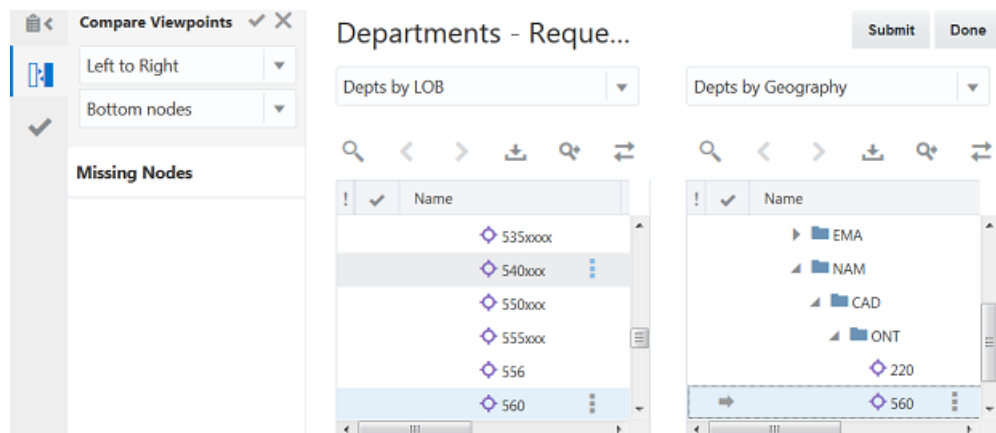 Compare Viewpoints
Left to Right
Bottom nodes
Missing Nodes
Departments - Reque...
Submit
Done
Depts by LOB
Depts by Geography
! Name
535xxxx
540xxx
550xxx
555xxx
556
560
! Name
EMA
NAM
CAD
ONT
220
560